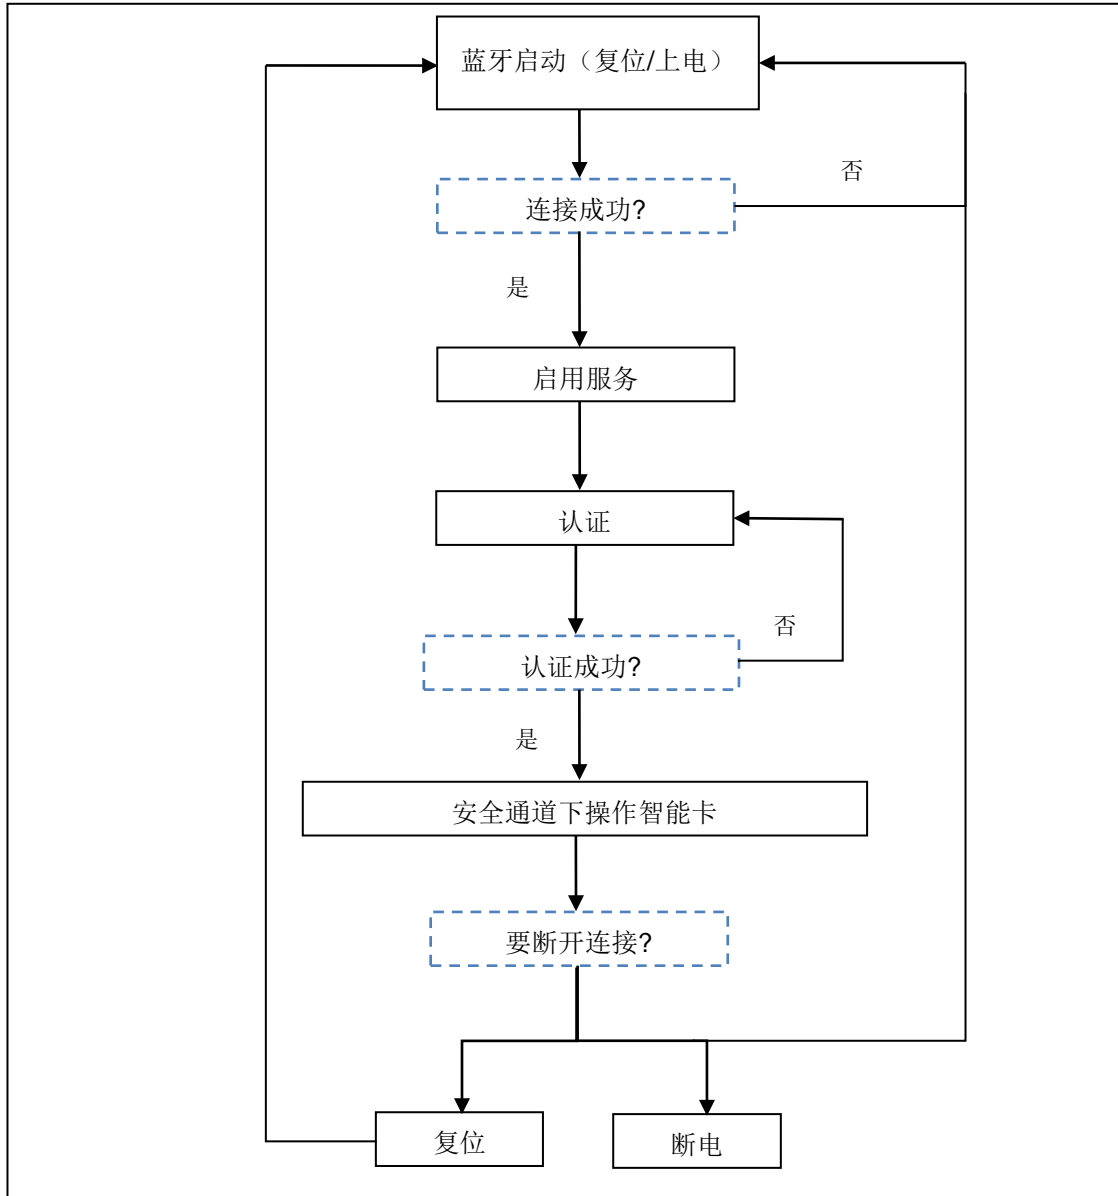 蓝牙启动（复位/上电）
否
连接成功?
是
启用服务
认证
否
认证成功?
是
安全通道下操作智能卡
要断开连接?
复位
断电